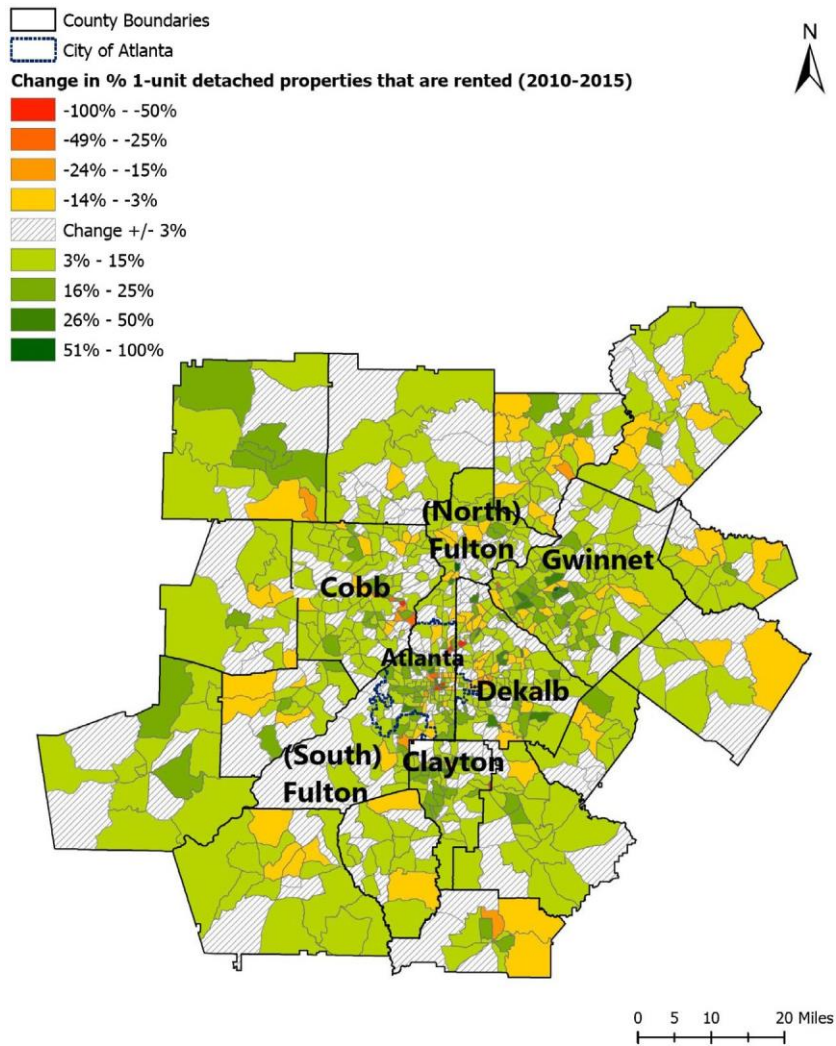 County Boundaries
City of Atlanta
Change in % 1-unit detached properties that are rented (2010-2015)
-100% - -50%
-49% - -25%
-24% - -15%
-14% - -3%
Change +/- 3%
3% - 15%
16% - 25%
26% - 50%
51% - 100%
N
(North)
Fulton
Gwinnet
Cobb
Atlanta
Dekalb
(South)
Fulton
Clayton
0 5 10 20 Miles